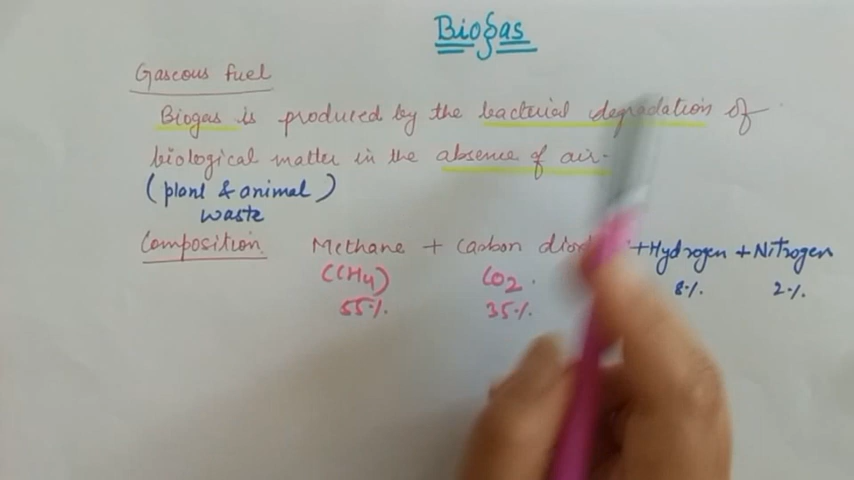 Biogas
Gaseous fuel
Biogas is produced by the bacterial degradation of
biological matter in the absence of air.
(plant & animal)
waste
Composition Methane + Carbon +Hydrogen + Nitrogen
(CH4) CO2 8% 2%
55% 35%